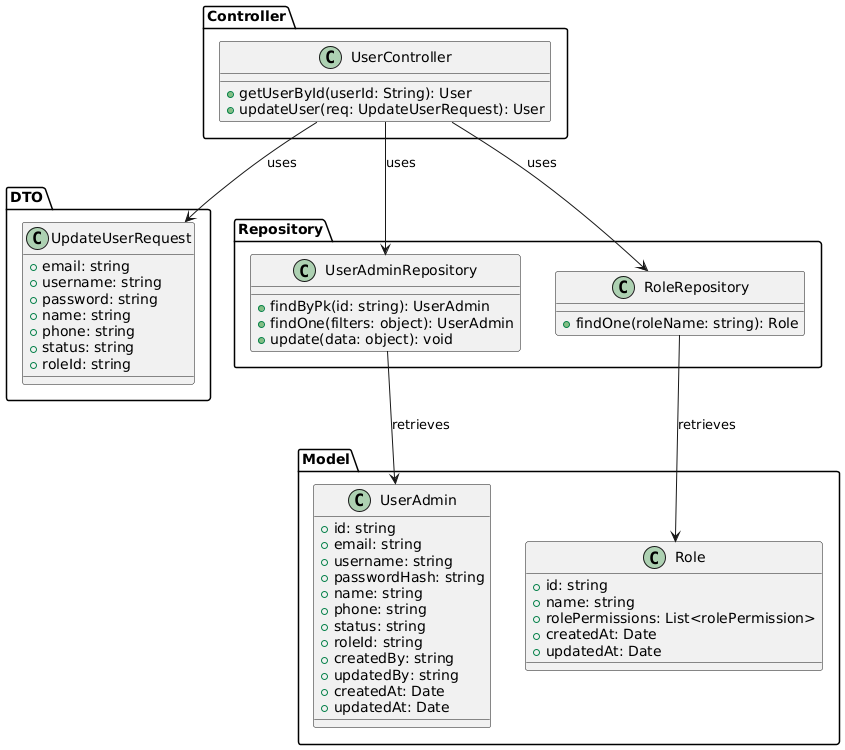 Controller
C UserController
getUserById(userId: String): User
updateUser(req: UpdateUserRequest): User
uses
uses
uses
DTO
C UpdateUserRequest
email: string
username: string
password: string
name: string
phone: string
status: string
roleId: string
Repository
C UserAdminRepository
findByPk(id: string): UserAdmin
findOne(filters: object): UserAdmin
update(data: object): void
C RoleRepository
findOne(roleName: string): Role
retrieves
retrieves
Model
C UserAdmin
id: string
email: string
username: string
passwordHash: string
name: string
phone: string
status: string
roleId: string
createdBy: string
updatedBy: string
createdAt: Date
updatedAt: Date
C Role
id: string
name: string
rolePermissions: List<rolePermission>
createdAt: Date
updatedAt: Date